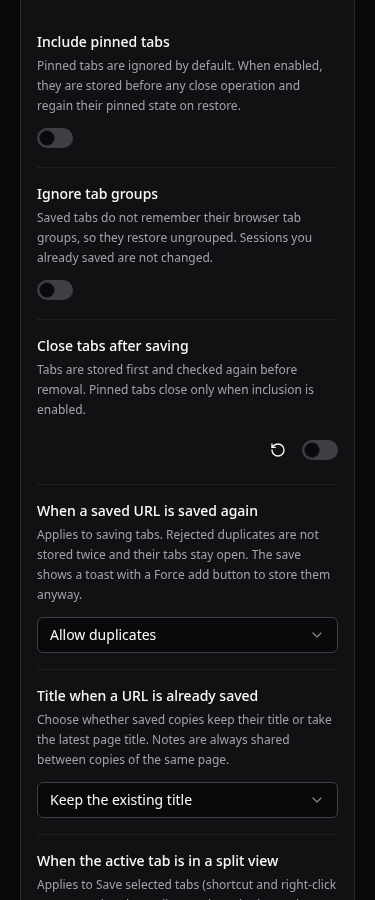 Include pinned tabs
Pinned tabs are ignored by default. When enabled,
they are stored before any close operation and
regain their pinned state on restore.
Ignore tab groups
Saved tabs do not remember their browser tab
groups, so they restore ungrouped. Sessions you
already saved are not changed.
Close tabs after saving
Tabs are stored first and checked again before
removal. Pinned tabs close only when inclusion is
enabled.
When a saved URL is saved again
Applies to saving tabs. Rejected duplicates are not
stored twice and their tabs stay open. The save
shows a toast with a Force add button to store them
anyway.
Allow duplicates
Title when a URL is already saved
Choose whether saved copies keep their title or take
the latest page title. Notes are always shared
between copies of the same page.
Keep the existing title
When the active tab is in a split view
Applies to Save selected tabs (shortcut and right-click